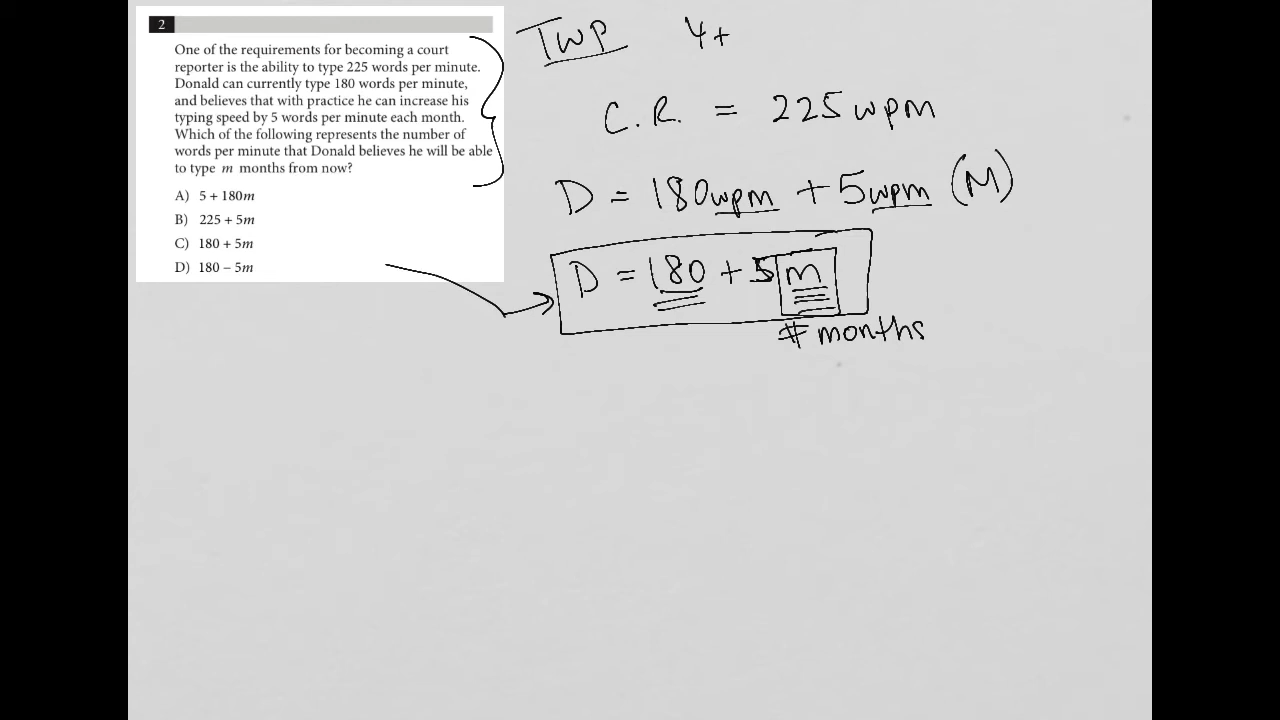 2
One of the requirements for becoming a court
reporter is the ability to type 225 words per minute.
Donald can currently type 180 words per minute,
and believes that with practice he can increase his
typing speed by 5 words per minute each month.
Which of the following represents the number of
words per minute that Donald believes he will be able
to type m months from now?
A) 5 + 180m
B) 225 + 5m
C) 180 + 5m
D) 180 – 5m
TWP 4+
C.R. = 225 wpm
D = 180wpm + 5wpm (M)
D = 180 + 5m
# months